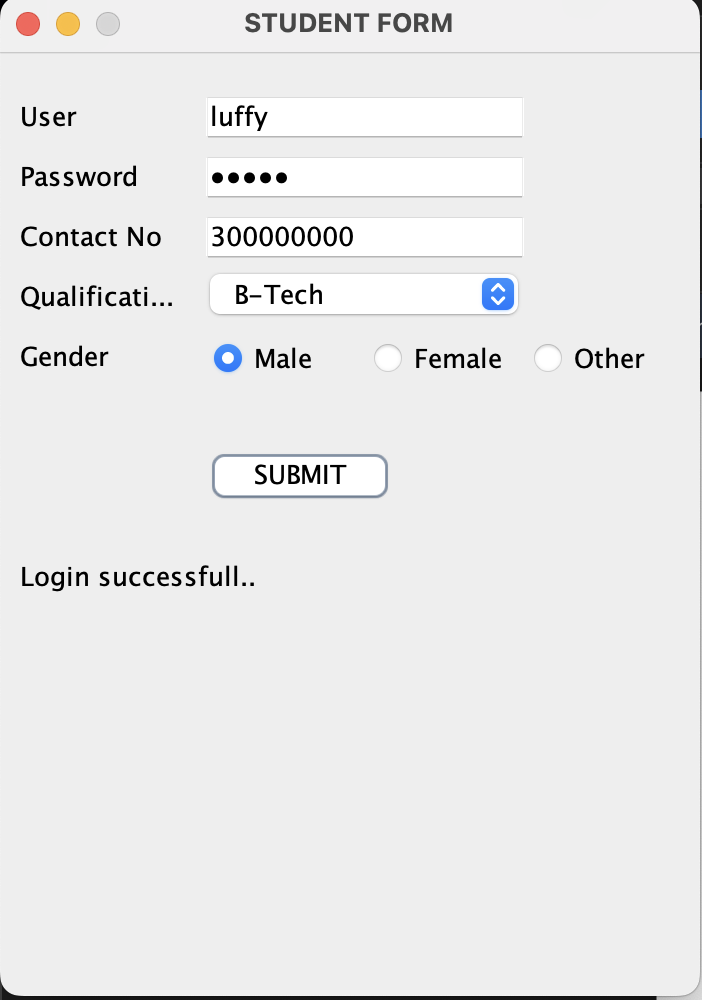 STUDENT FORM
User luffy
Password •••••
Contact No 300000000
Qualificati... B-Tech
Gender Male Female Other
SUBMIT
Login successfull..